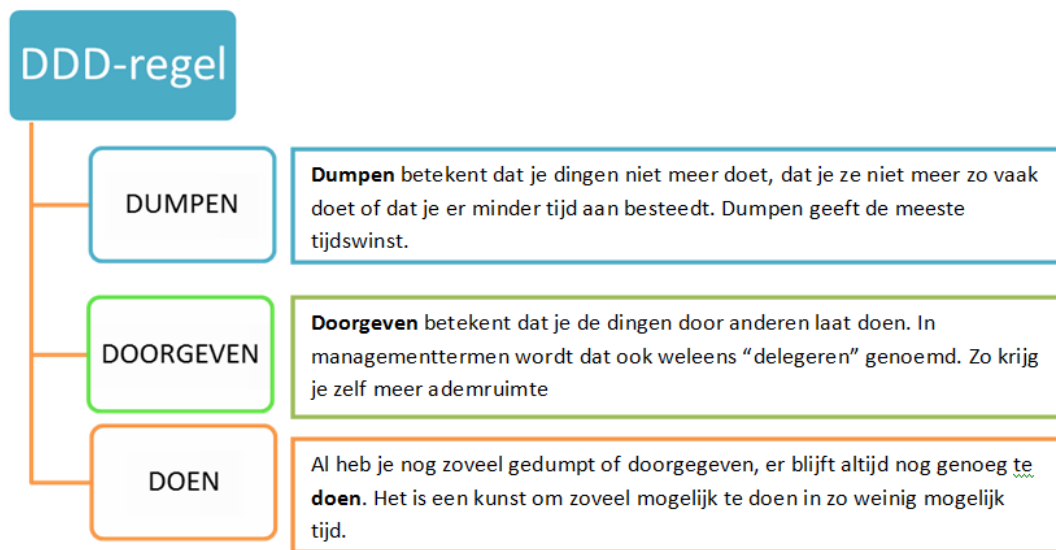 DDD-regel
DUMPEN
Dumpen betekent dat je dingen niet meer doet, dat je ze niet meer zo vaak
doet of dat je er minder tijd aan besteedt. Dumpen geeft de meeste
tijdswinst.
DOORGEVEN
Doorgeven betekent dat je de dingen door anderen laat doen. In
managementtermen wordt dat ook weleens “delegeren” genoemd. Zo krijg
je zelf meer ademruimte
DOEN
Al heb je nog zoveel gedumpt of doorgegeven, er blijft altijd nog genoeg te
doen. Het is een kunst om zoveel mogelijk te doen in zo weinig mogelijk
tijd.